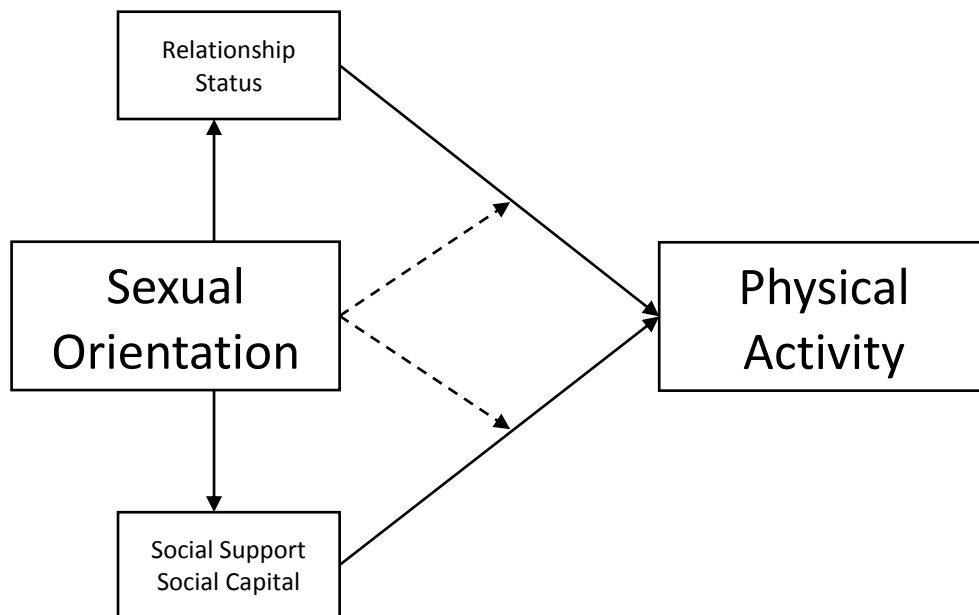 Relationship
Status
Sexual
Orientation
Physical
Activity
Social Support
Social Capital